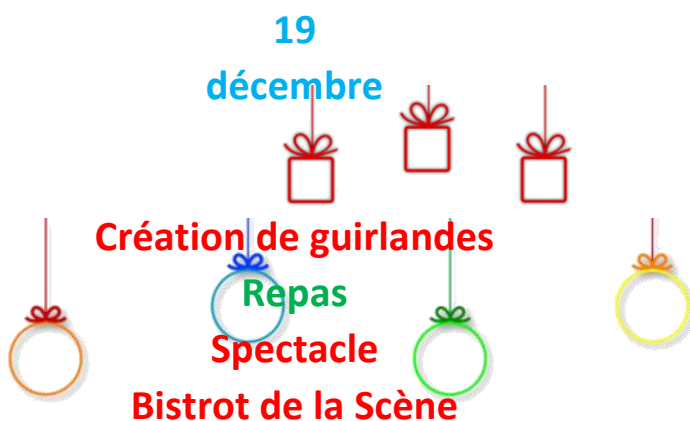 19
décembre
Création de guirlandes
Repas
Spectacle
Bistrot de la Scène